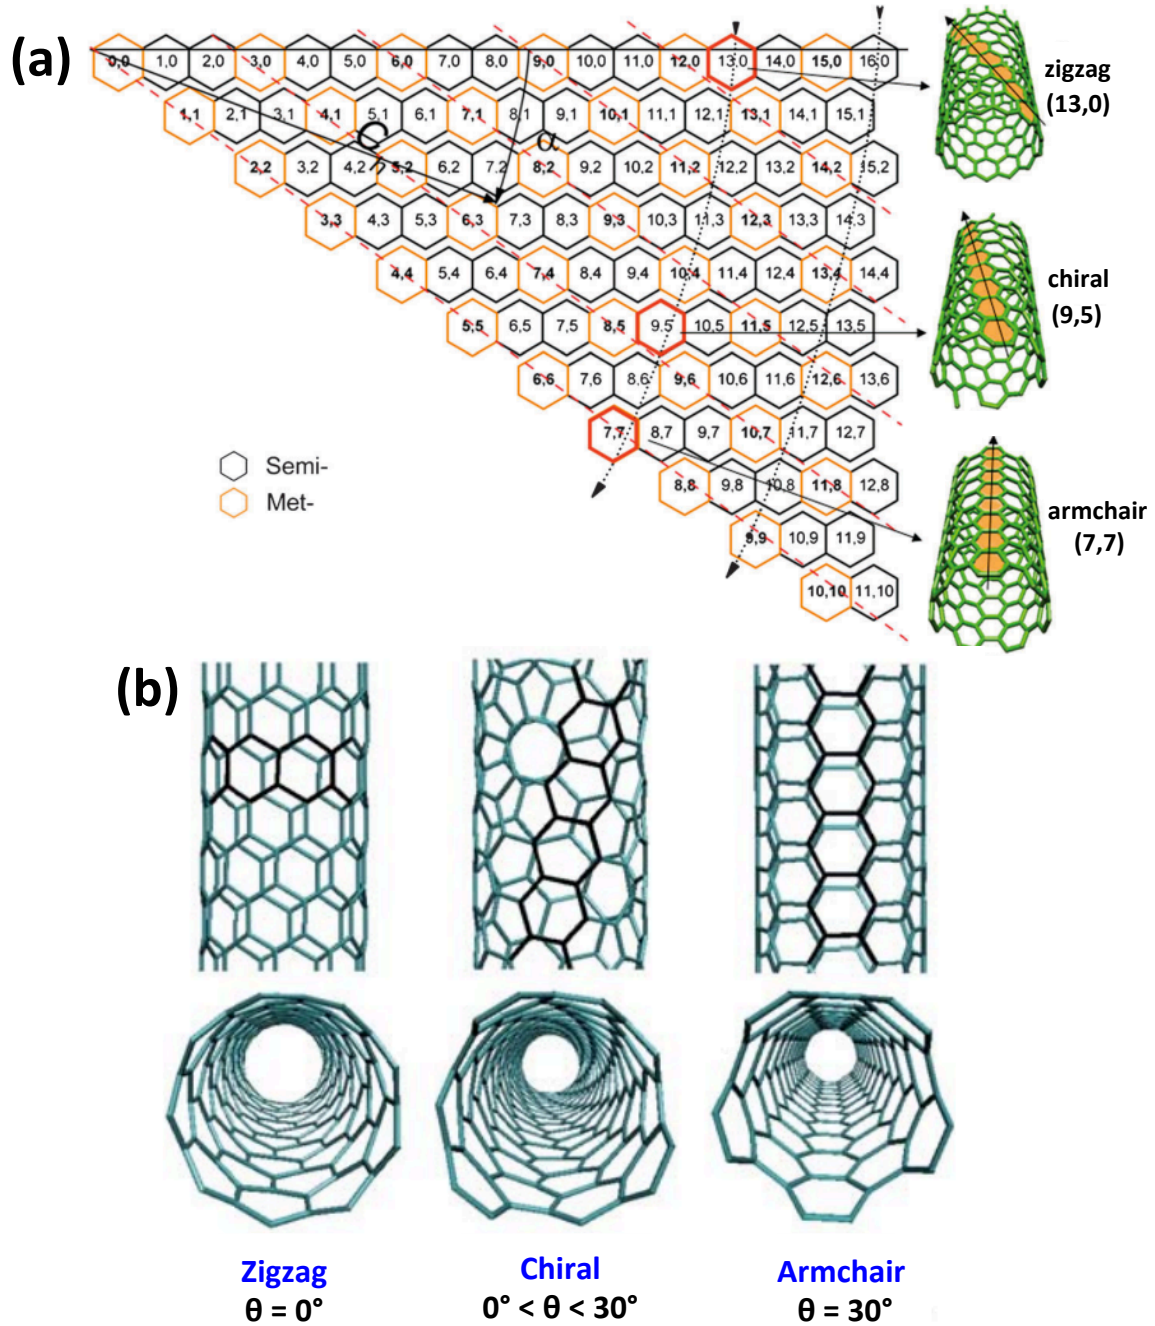 (a)
0,0 1,0 2,0 3,0 4,0 5,0 6,0 7,0 8,0 9,0 10,0 11,0 12,0 13,0 14,0 15,0 16,0
zigzag
(13,0)
1,1 2,1 3,1 4,1 5,1 6,1 7,1 8,1 9,1 10,1 11,1 12,1 13,1 14,1 15,1
C
h
α
2,2 3,2 4,2 5,2 6,2 7,2 8,2 9,2 10,2 11,2 12,2 13,2 14,2 15,2
3,3 4,3 5,3 6,3 7,3 8,3 9,3 10,3 11,3 12,3 13,3 14,3
chiral
(9,5)
4,4 5,4 6,4 7,4 8,4 9,4 10,4 11,4 12,4 13,4 14,4
5,5 6,5 7,5 8,5 9,5 10,5 11,5 12,5 13,5
6,6 7,6 8,6 9,6 10,6 11,6 12,6 13,6
7,7 8,7 9,7 10,7 11,7 12,7
Semi-
Met-
8,8 9,8 10,8 11,8 12,8
armchair
(7,7)
9,9 10,9 11,9
10,10 11,10
(b)
Zigzag
θ = 0°
Chiral
0° < θ < 30°
Armchair
θ = 30°